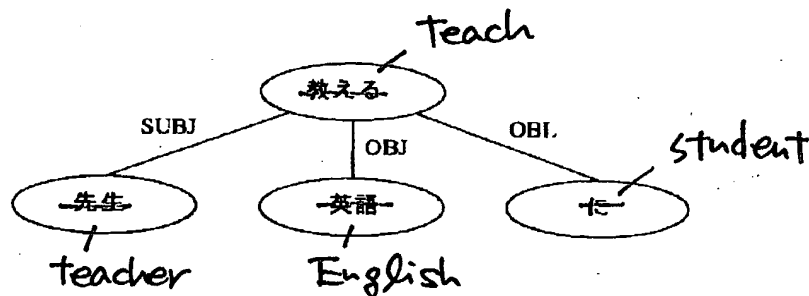 Teach
教える
SUBJ
OBJ
OBL
student
先生
英語
に
teacher
English